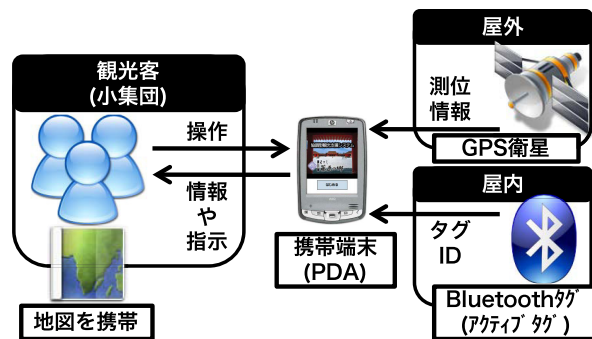 観光客
(小集団)
操作
情報
や
指示
地図を携帯
携帯端末
(PDA)
屋外
測位
情報
GPS衛星
屋内
タグ
ID
Bluetoothﾀｸﾞ
(ｱｸﾃｨﾌﾞﾀｸﾞ)